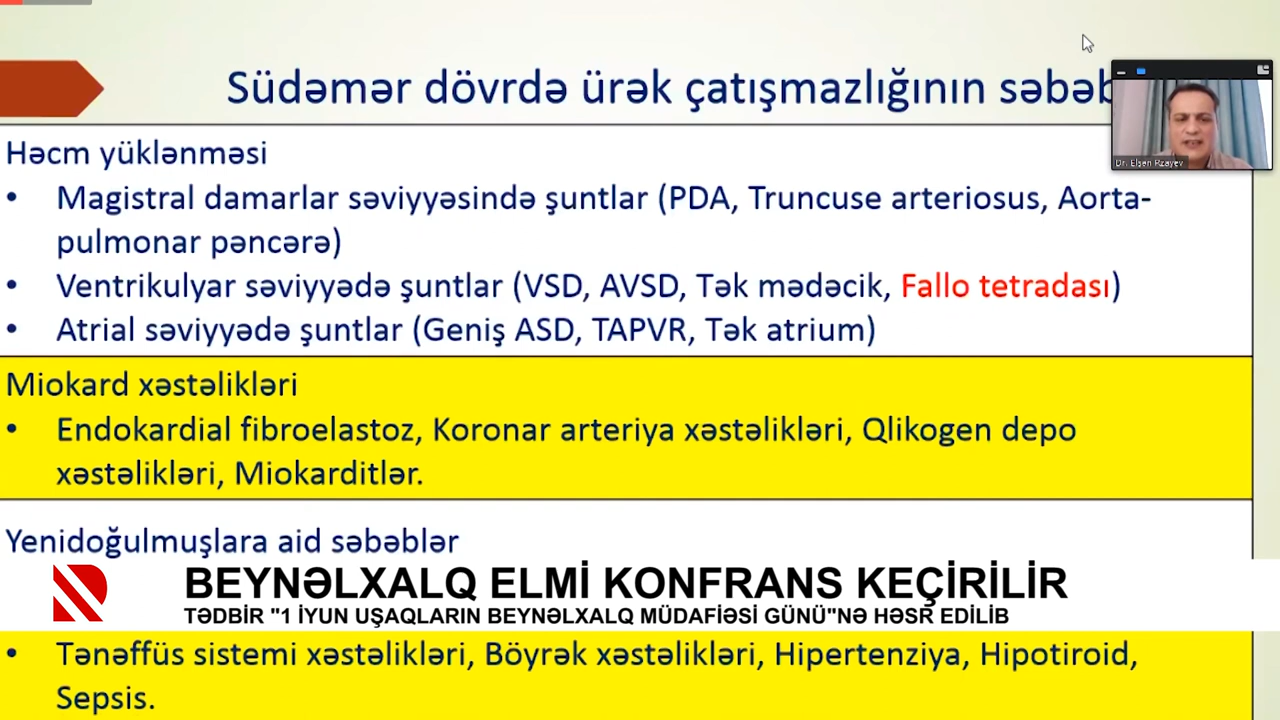 Südəmər dövrdə ürək çatışmazlığının səbəb
Dr. Elşən Rzayev
Həcm yüklənməsi
• Magistral damarlar səviyyəsində şuntlar (PDA, Truncuse arteriosus, Aorta-
pulmonar pəncərə)
• Ventrikulyar səviyyədə şuntlar (VSD, AVSD, Tək mədəcik, Fallo tetradası)
• Atrial səviyyədə şuntlar (Geniş ASD, TAPVR, Tək atrium)
Miokard xəstəlikləri
• Endokardial fibroelastoz, Koronar arteriya xəstəlikləri, Qlikogen depo
xəstəlikləri, Miokarditlər.
Yenidoğulmuşlara aid səbəblər
BEYNƏLXALQ ELMİ KONFRANS KEÇİRİLİR
TƏDBİR "1 İYUN UŞAQLARIN BEYNƏLXALQ MÜDAFİƏSİ GÜNÜ"NƏ HƏSR EDİLİB
• Tənəffüs sistemi xəstəlikləri, Böyrək xəstəlikləri, Hipertenziya, Hipotiroid,
Sepsis.